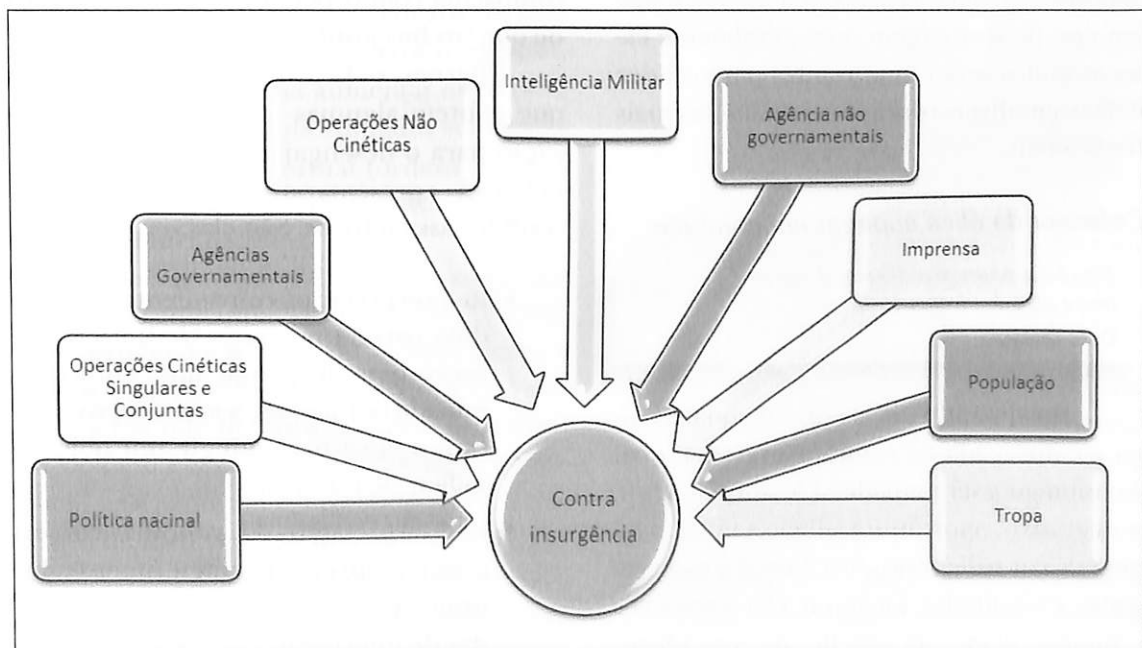 Inteligência Militar
Operações Não
Cinéticas
Agência não
governamentais
Agências
Governamentais
Imprensa
Operações Cinéticas
Singulares e
Conjuntas
População
Política nacinal
Tropa
Contra
insurgência